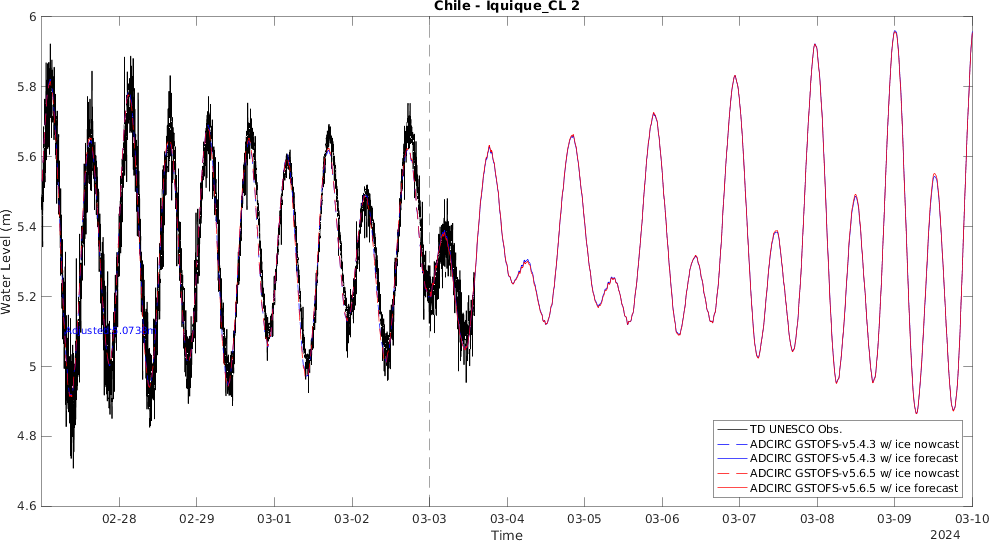 Chile - Iquique_CL 2
Water Level (m)
6
5.8
5.6
5.4
5.2
5
4.8
4.6
TD UNESCO Obs.
ADCIRC GSTOFS-v5.4.3 w/ ice nowcast
ADCIRC GSTOFS-v5.4.3 w/ ice forecast
ADCIRC GSTOFS-v5.6.5 w/ ice nowcast
ADCIRC GSTOFS-v5.6.5 w/ ice forecast
02-28 02-29 03-01 03-02 03-03 03-04 03-05 03-06 03-07 03-08 03-09 03-10
Time
2024